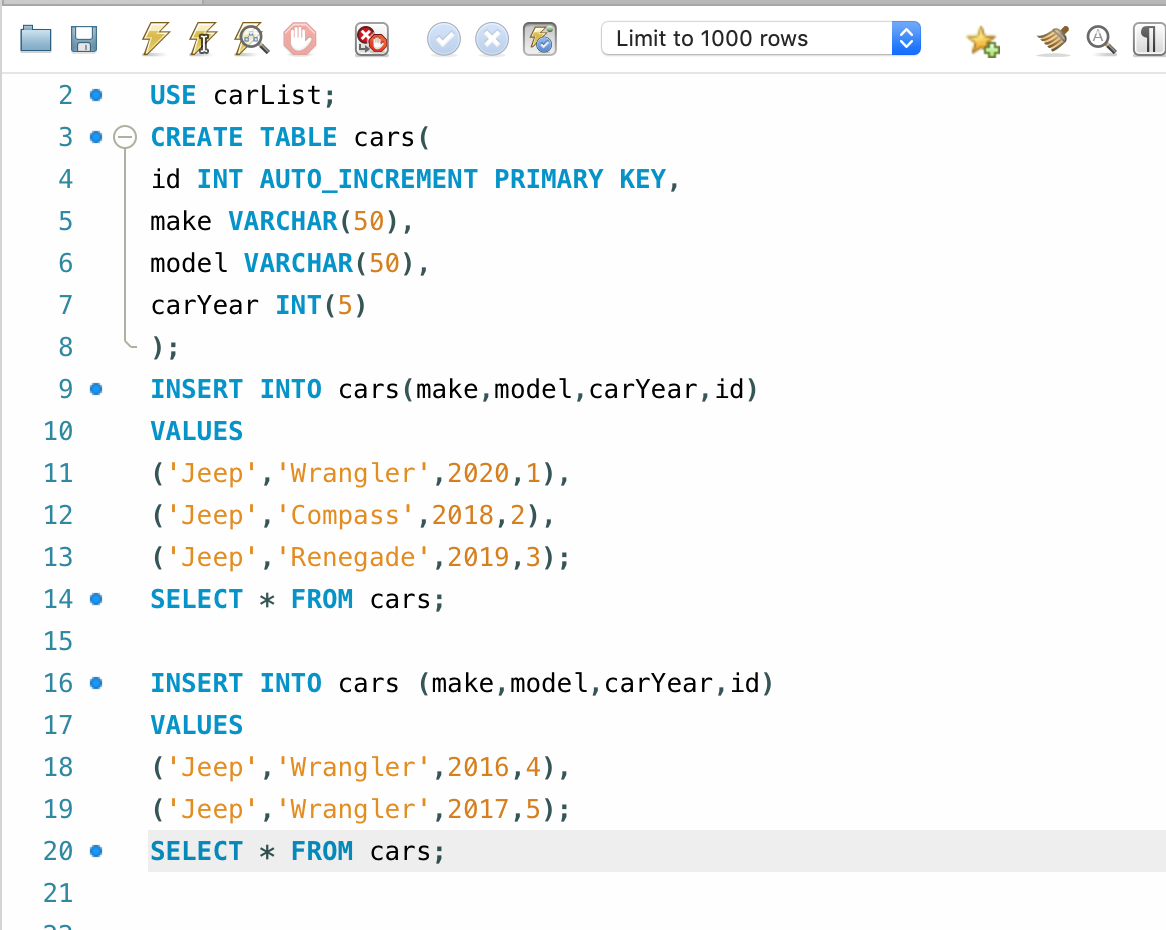 Limit to 1000 rows
2 USE carList;
3 CREATE TABLE cars(
4 id INT AUTO_INCREMENT PRIMARY KEY,
5 make VARCHAR(50),
6 model VARCHAR(50),
7 carYear INT(5)
8 );
9 INSERT INTO cars(make,model,carYear,id)
10 VALUES
11 ('Jeep','Wrangler',2020,1),
12 ('Jeep','Compass',2018,2),
13 ('Jeep','Renegade',2019,3);
14 SELECT * FROM cars;
15
16 INSERT INTO cars (make,model,carYear,id)
17 VALUES
18 ('Jeep','Wrangler',2016,4),
19 ('Jeep','Wrangler',2017,5);
20 SELECT * FROM cars;
21